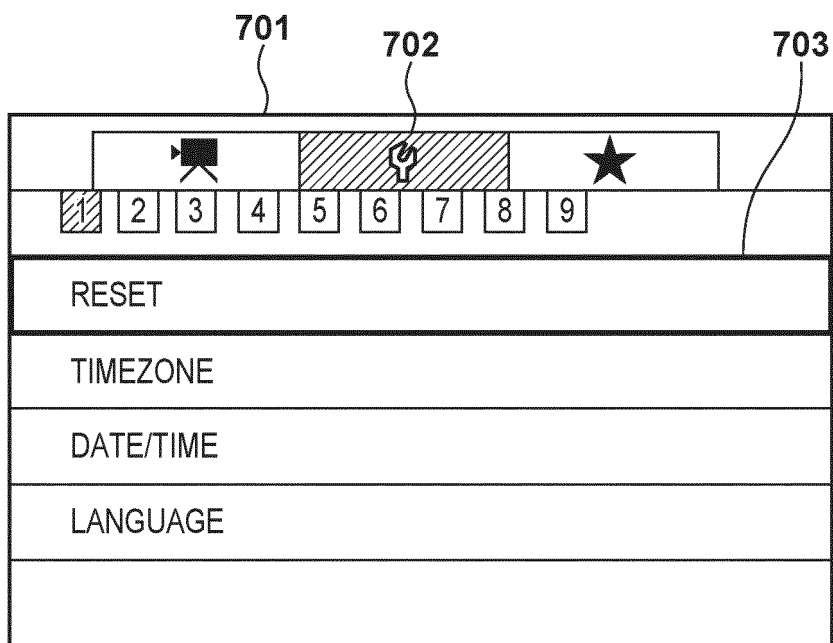 701 702 703
1 2 3 4 5 6 7 8 9
RESET
TIMEZONE
DATE/TIME
LANGUAGE